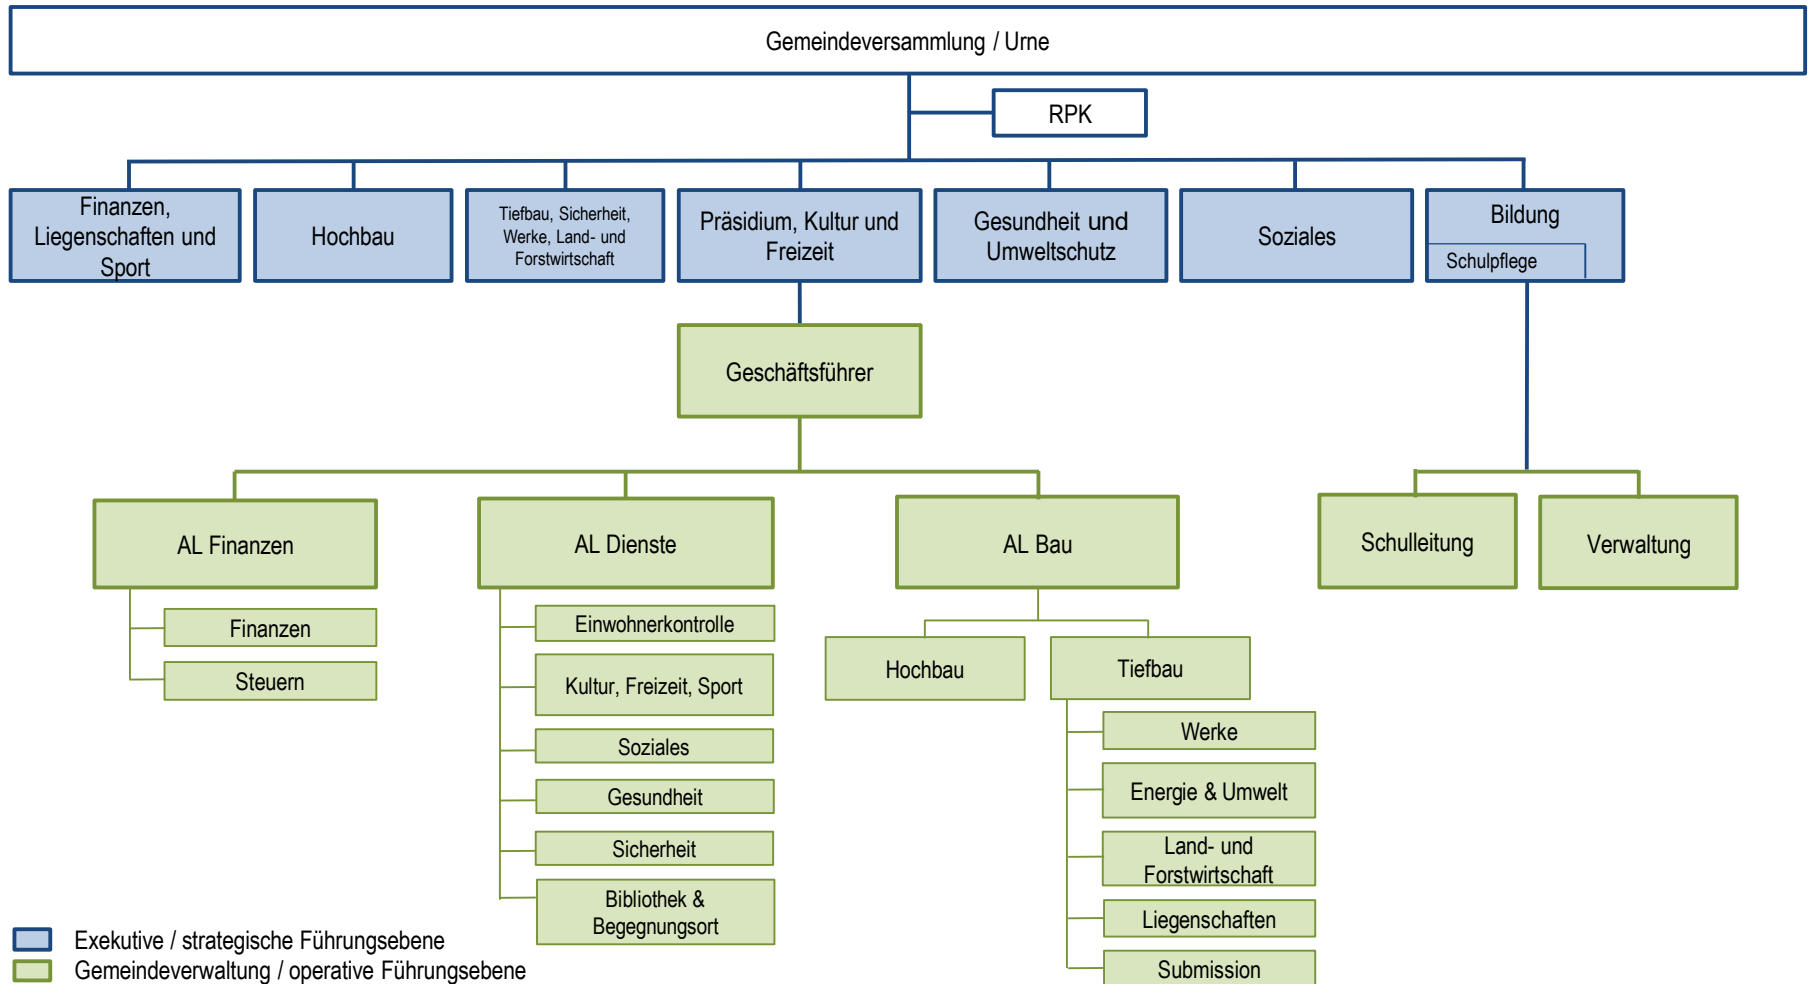 Gemeindeversammlung / Urne
RPK
Finanzen,
Liegenschaften und
Sport
Hochbau
Tiefbau, Sicherheit,
Werke, Land- und
Forstwirtschaft
Präsidium, Kultur und
Freizeit
Gesundheit und
Umweltschutz
Soziales
Bildung
Schulpflege
Geschäftsführer
AL Finanzen
AL Dienste
AL Bau
Schulleitung
Verwaltung
Finanzen
Steuern
Einwohnerkontrolle
Kultur, Freizeit, Sport
Soziales
Gesundheit
Sicherheit
Bibliothek &
Begegnungsort
Hochbau
Tiefbau
Werke
Energie & Umwelt
Land- und
Forstwirtschaft
Liegenschaften
Submission
Exekutive / strategische Führungsebene
Gemeindeverwaltung / operative Führungsebene